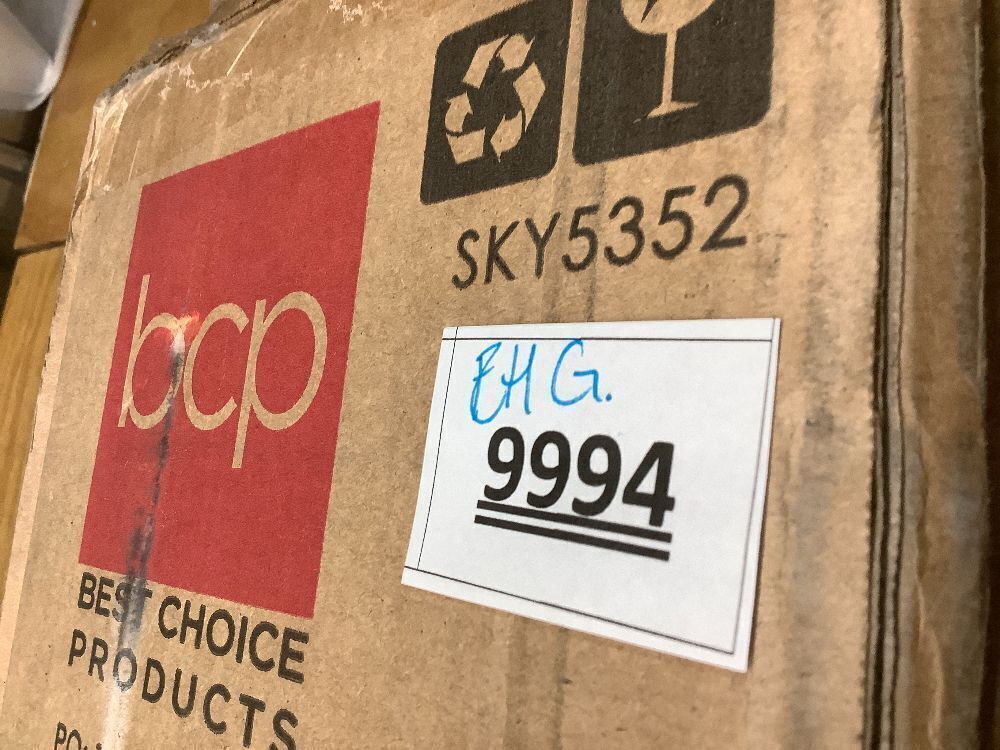 SKY5352
bcp
EHG.
9994
BEST CHOICE
PRODUCTS